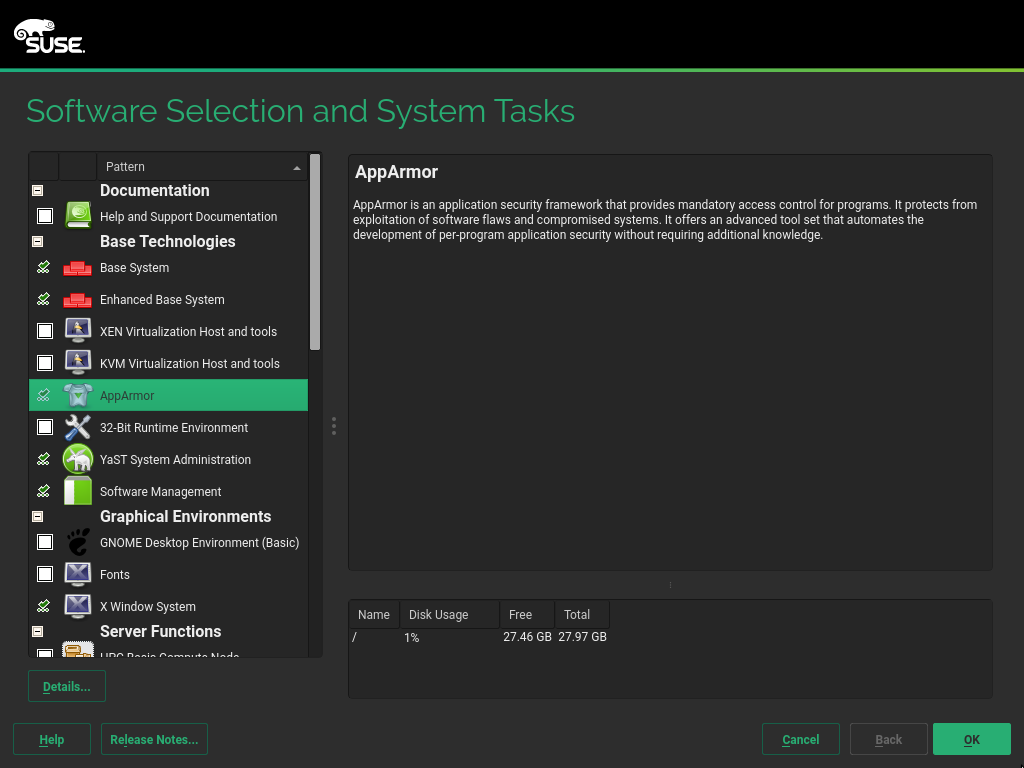 SUSE
Software Selection and System Tasks
Pattern
Documentation
Help and Support Documentation
Base Technologies
Base System
Enhanced Base System
XEN Virtualization Host and tools
KVM Virtualization Host and tools
AppArmor
32-Bit Runtime Environment
YaST System Administration
Software Management
Graphical Environments
GNOME Desktop Environment (Basic)
Fonts
X Window System
Server Functions
HPC Basic Compute Node
Details...
AppArmor
AppArmor is an application security framework that provides mandatory access control for programs. It protects from
exploitation of software flaws and compromised systems. It offers an advanced tool set that automates the
development of per-program application security without requiring additional knowledge.
Name Disk Usage Free Total
/ 1% 27.46 GB 27.97 GB
Help Release Notes... Cancel Back OK